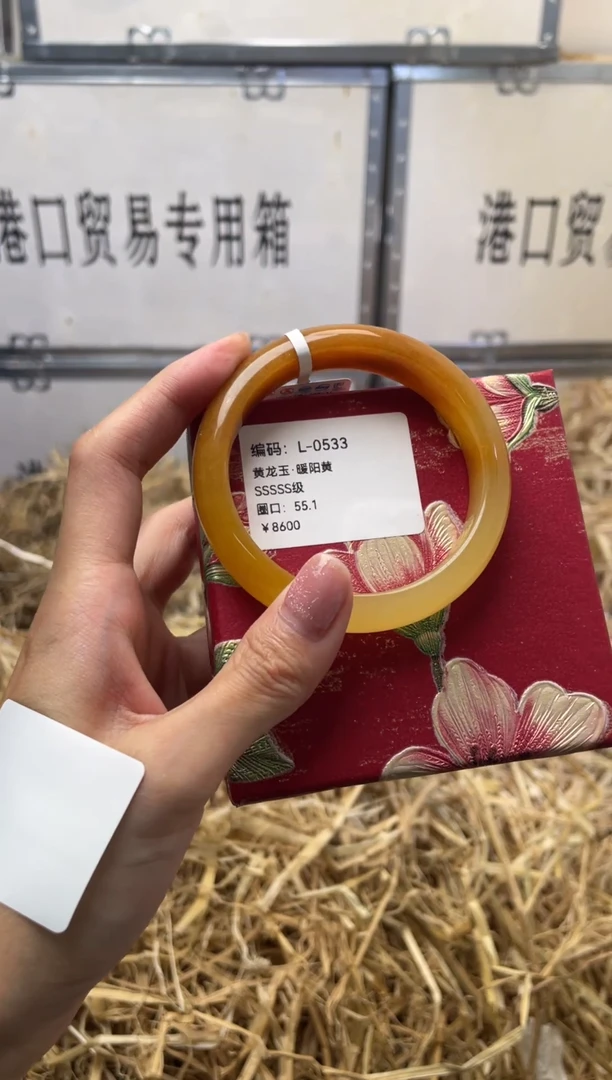 港口贸易专用箱
港口贸
编码：L-0533
黄龙玉·暖阳黄
SSSSS级
圈口：55.1
￥8600